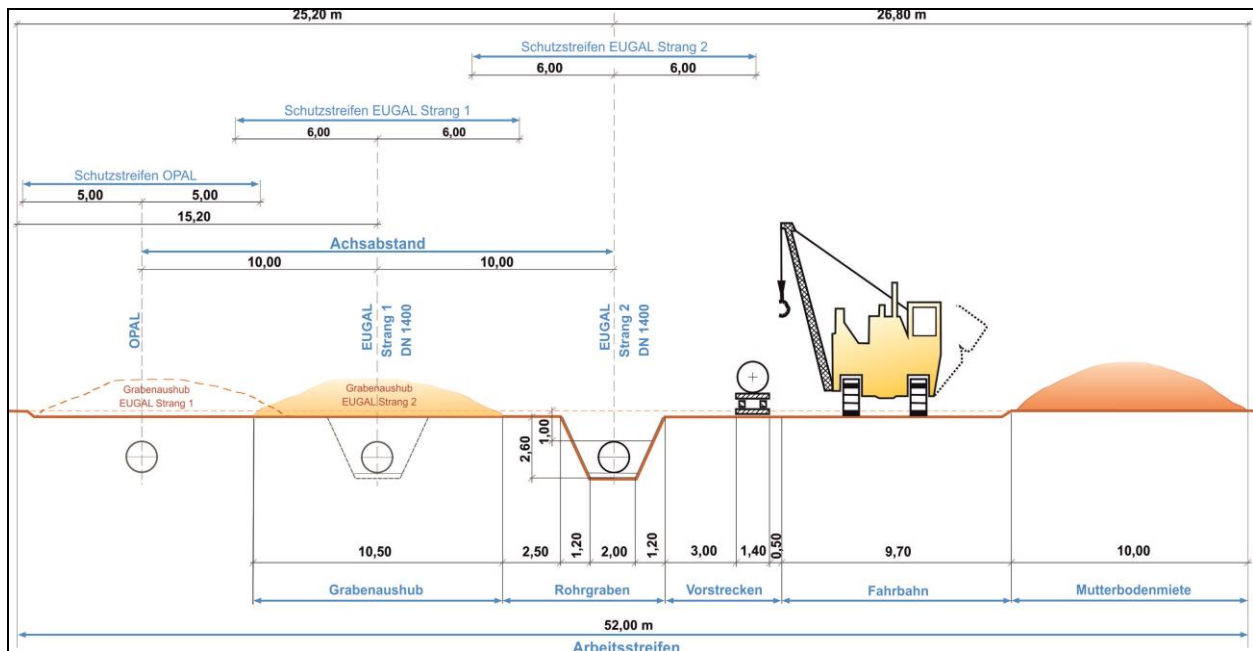 25,20 m
26,80 m
Schutzstreifen EUGAL Strang 2
6,00
6,00
Schutzstreifen EUGAL Strang 1
6,00
6,00
Schutzstreifen OPAL
5,00
5,00
15,20
Achsabstand
10,00
10,00
OPAL
EUGAL
Strang 1
DN 1400
EUGAL
Strang 2
DN 1400
Grabenaushub
EUGAL Strang 1
Grabenaushub
EUGAL Strang 2
1,00
2,60
10,50
2,50
1,20
2,00
1,20
3,00
1,40
0,50
9,70
10,00
Grabenaushub
Rohrgraben
Vorstrecken
Fahrbahn
Mutterbodenmiete
52,00 m
Arbeitsstreifen